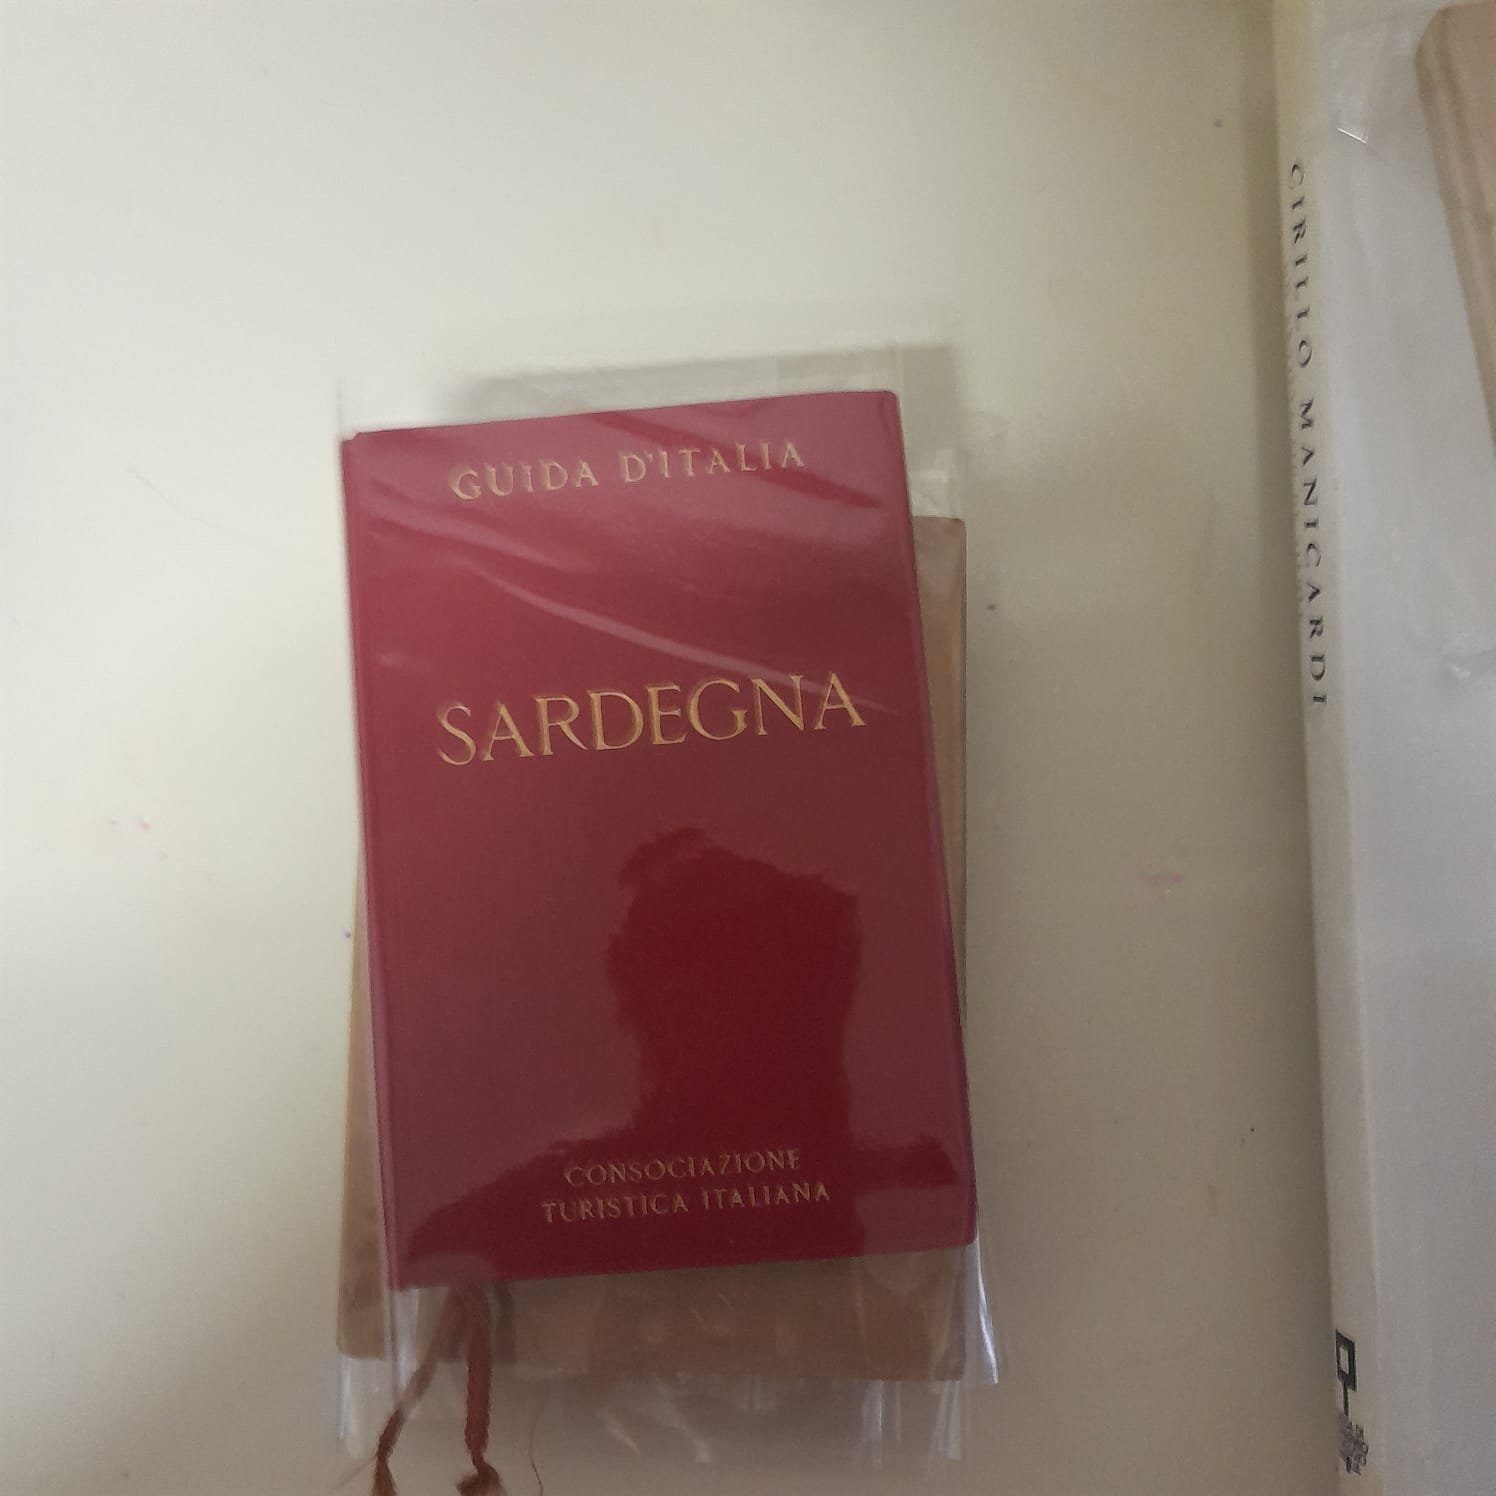 GUIDA D'ITALIA
SARDEGNA
CONSOCIAZIONE
TURISTICA ITALIANA
CIRILLO MANICARDI